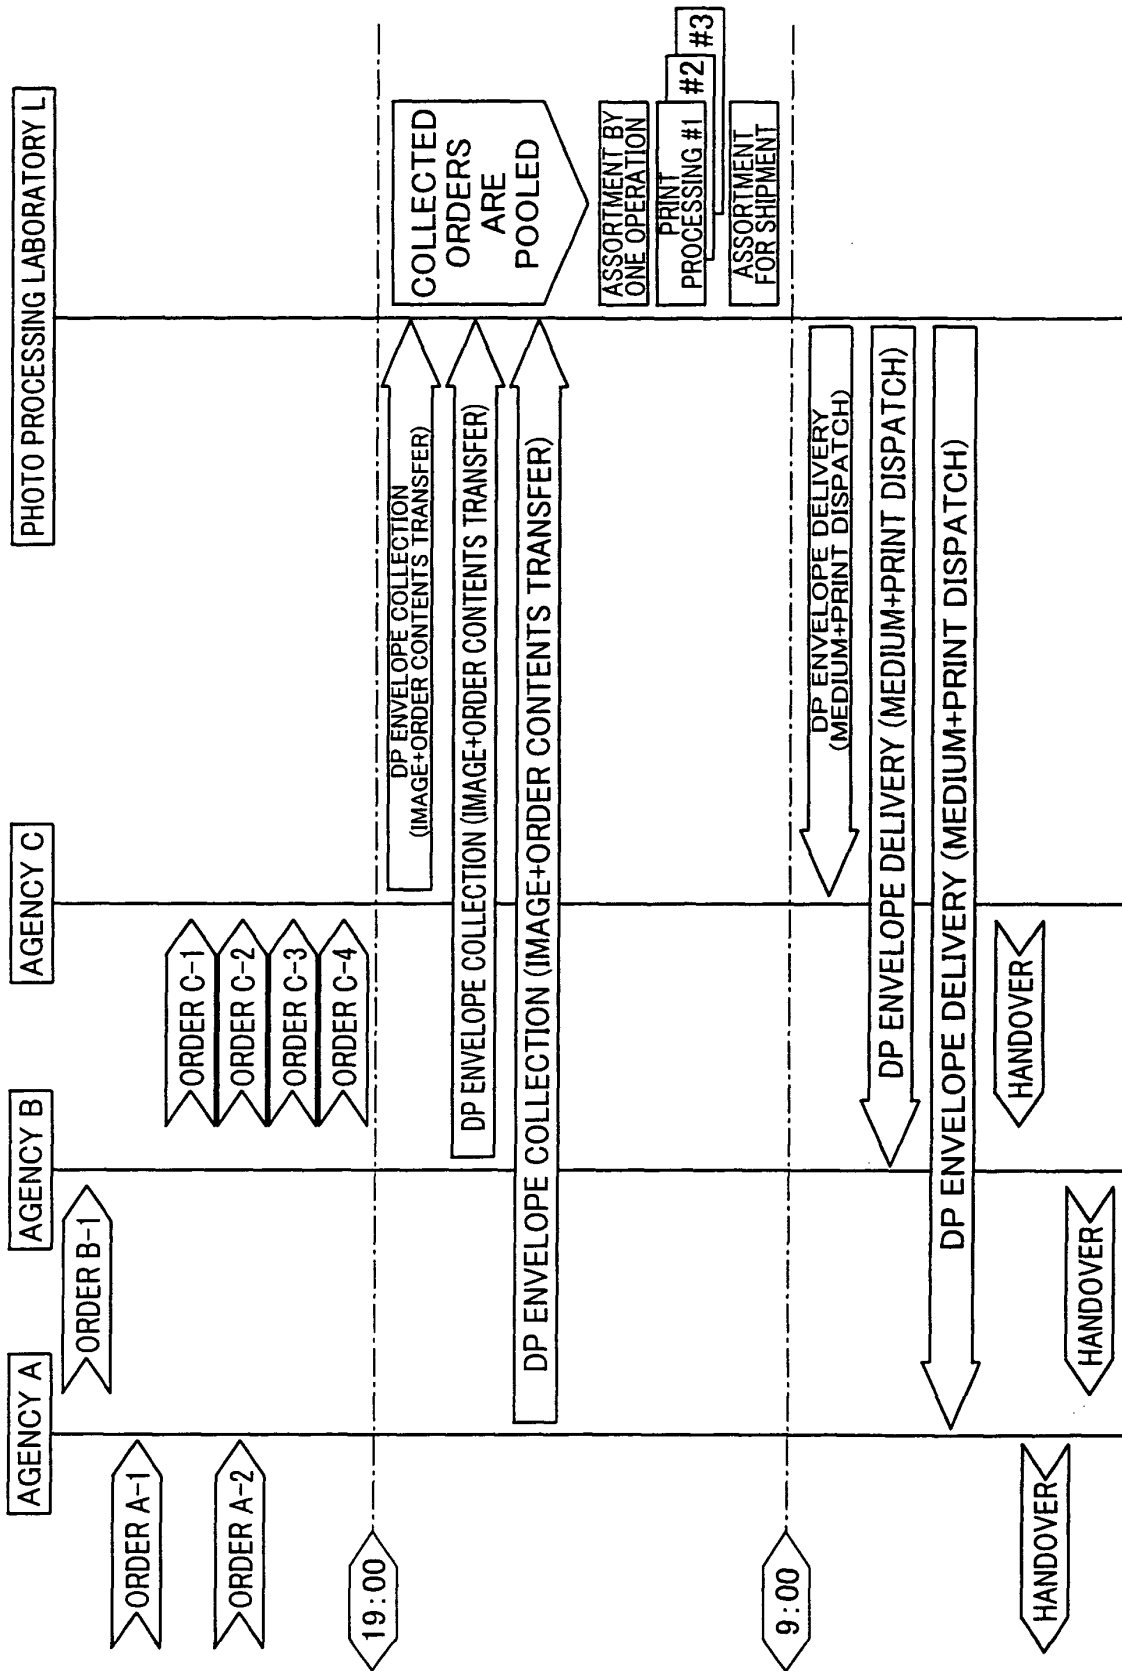 AGENCY A
AGENCY B
AGENCY C
PHOTO PROCESSING LABORATORY L
ORDER B-1
ORDER A-1
ORDER C-1
ORDER A-2
ORDER C-2
ORDER C-3
ORDER C-4
19:00
DP ENVELOPE COLLECTION
(IMAGE+ORDER CONTENTS TRANSFER)
DP ENVELOPE COLLECTION (IMAGE+ORDER CONTENTS TRANSFER)
DP ENVELOPE COLLECTION (IMAGE+ORDER CONTENTS TRANSFER)
COLLECTED
ORDERS
ARE
POOLED
ASSORTMENT BY
ONE OPERATION
PRINT
PROCESSING #1
#2
#3
ASSORTMENT
FOR SHIPMENT
9:00
DP ENVELOPE DELIVERY
(MEDIUM+PRINT DISPATCH)
DP ENVELOPE DELIVERY (MEDIUM+PRINT DISPATCH)
DP ENVELOPE DELIVERY (MEDIUM+PRINT DISPATCH)
HANDOVER
HANDOVER
HANDOVER